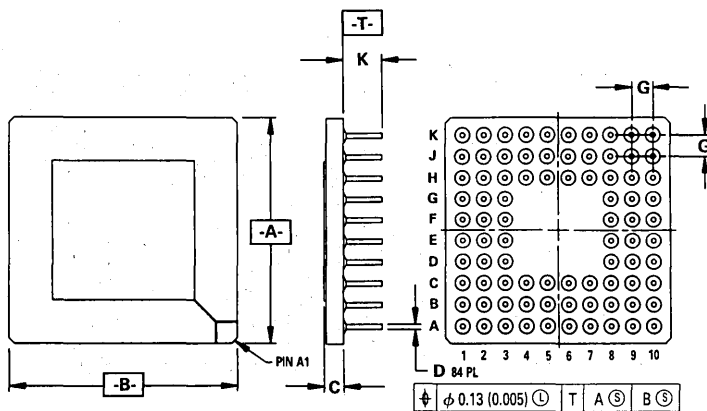 -T-
K
G
-A-
-B-
PIN A1
C
K
J
H
G
F
E
D
C
B
A
G
1 2 3 4 5 6 7 8 9 10
D 84 PL
⌖ ϕ 0.13 (0.005) Ⓛ T A Ⓢ B Ⓢ